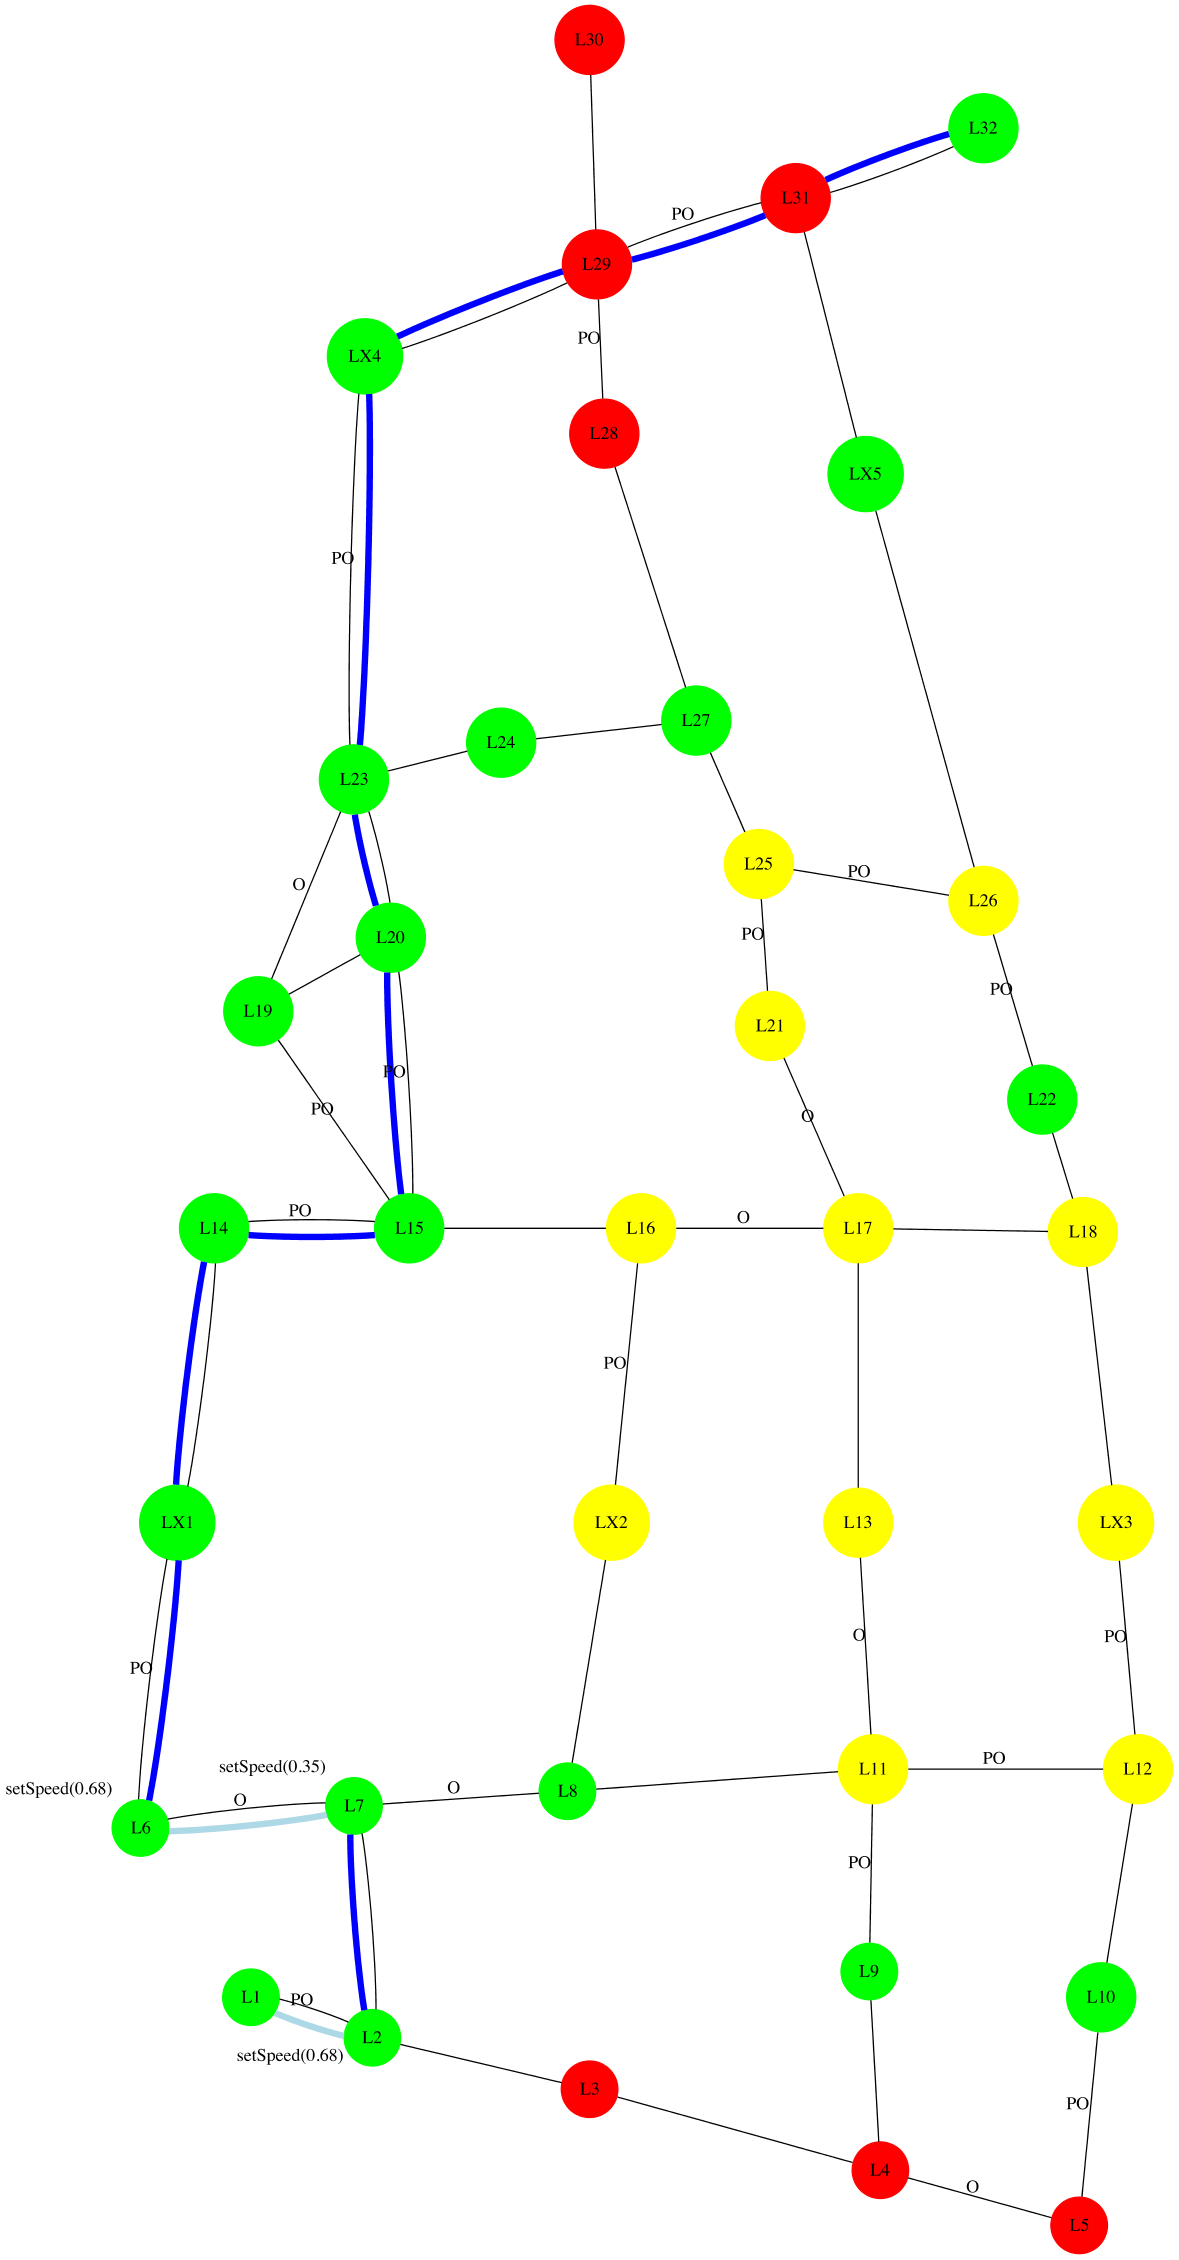 L30
L32
L31
PO
L29
PO
LX4
L28
LX5
PO
L27
L24
L23
L25
PO
O
L26
L20
PO
PO
L19
L21
PO
L22
PO
O
PO
L14
L15
L16
O
L17
L18
PO
LX1
LX2
L13
LX3
O
PO
PO
setSpeed(0.35)
PO
L11
L12
setSpeed(0.68)
O
O
L8
L7
L6
PO
L9
L1
PO
L10
L2
setSpeed(0.68)
L3
PO
L4
O
L5